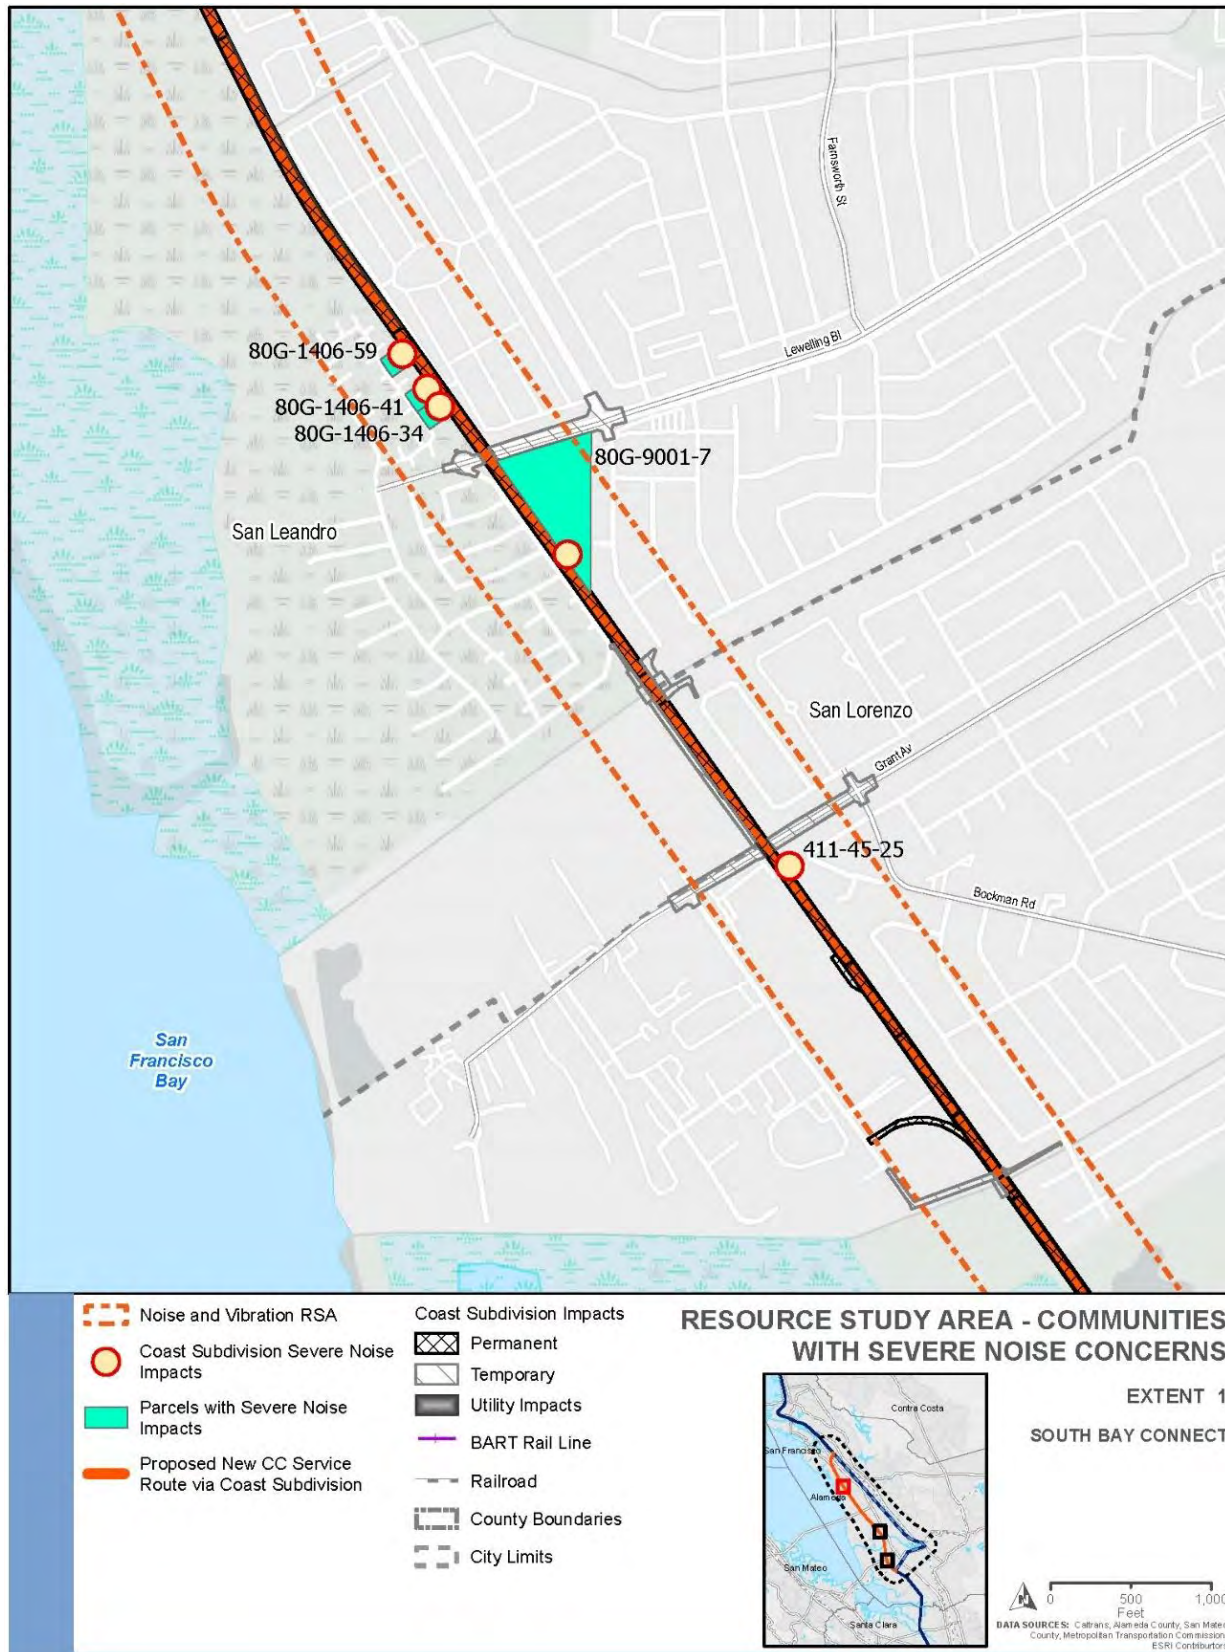 Farnsworth St
Lewelling Bl
80G-1406-59
80G-1406-41
80G-1406-34
80G-9001-7
San Leandro
San Lorenzo
Grant Av
411-45-25
Bockman Rd
San
Francisco
Bay
Noise and Vibration RSA
Coast Subdivision Severe Noise
Impacts
Parcels with Severe Noise
Impacts
Proposed New CC Service
Route via Coast Subdivision
Coast Subdivision Impacts
Permanent
Temporary
Utility Impacts
BART Rail Line
Railroad
County Boundaries
City Limits
RESOURCE STUDY AREA - COMMUNITIES
WITH SEVERE NOISE CONCERNS
EXTENT 1
SOUTH BAY CONNECT
Contra Costa
San Francisco
Alameda
San Mateo
Santa Clara
N
0 500 1,000
Feet
DATA SOURCES: Caltrans, Alameda County, San Mateo
County, Metropolitan Transportation Commission
ESRI Contributor